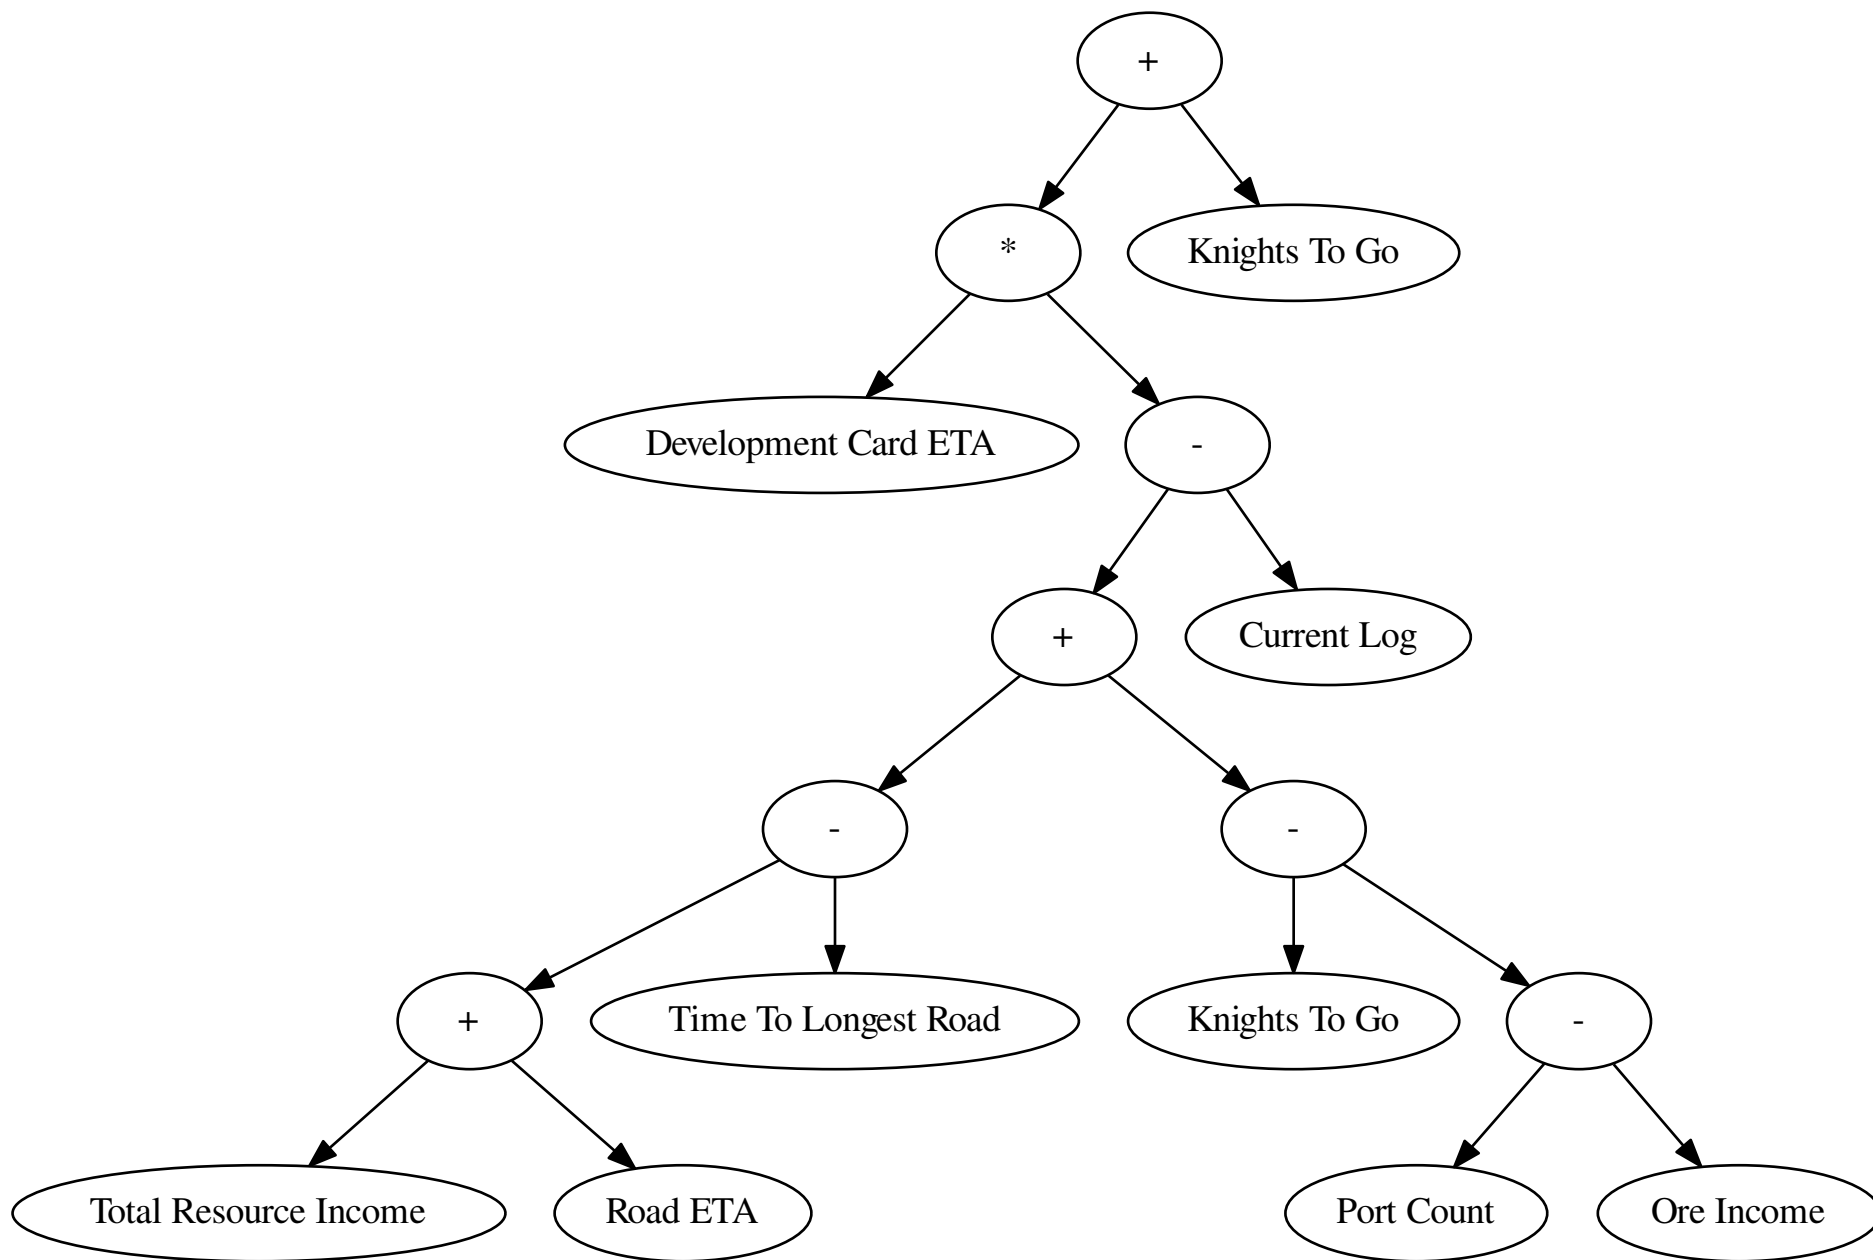 +
*
Knights To Go
Development Card ETA
-
+
Current Log
-
-
+
Time To Longest Road
Knights To Go
-
Total Resource Income
Road ETA
Port Count
Ore Income